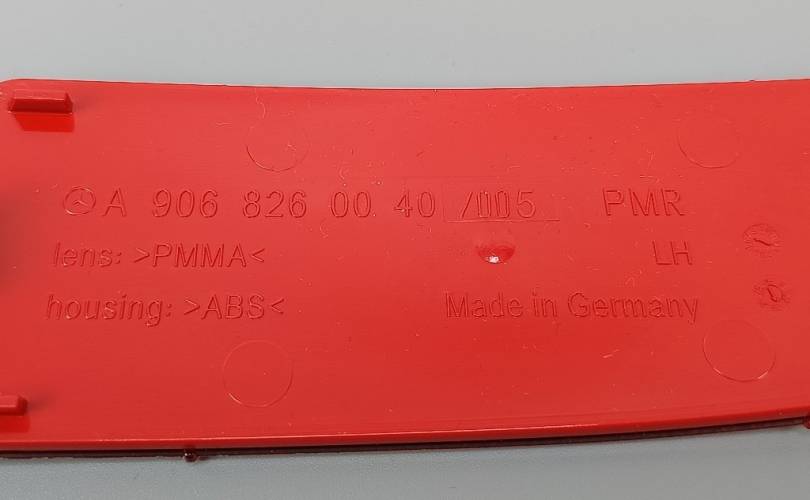 A 906 826 00 40 /005 PMR
lens: >PMMA< LH
housing: >ABS< Made in Germany